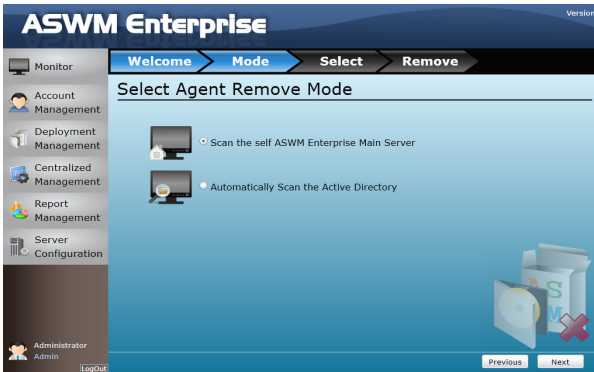 ASWM Enterprise
Version
Welcome
Mode
Select
Remove
Monitor
Account
Management
Deployment
Management
Centralized
Management
Report
Management
Server
Configuration
Select Agent Remove Mode
Scan the self ASWM Enterprise Main Server
Automatically Scan the Active Directory
A S
M
Administrator
Admin
LogOut
Previous
Next